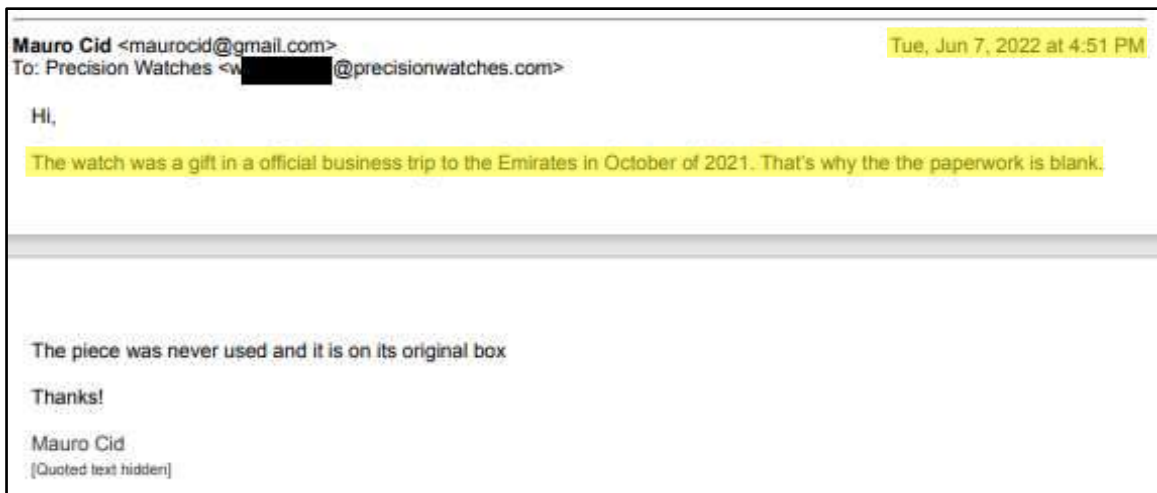 Mauro Cid <maurocid@gmail.com>
Tue, Jun 7, 2022 at 4:51 PM
To: Precision Watches <w @precisionwatches.com>
Hi,
The watch was a gift in a official business trip to the Emirates in October of 2021. That's why the the paperwork is blank.
The piece was never used and it is on its original box
Thanks!
Mauro Cid
[Quoted text hidden]